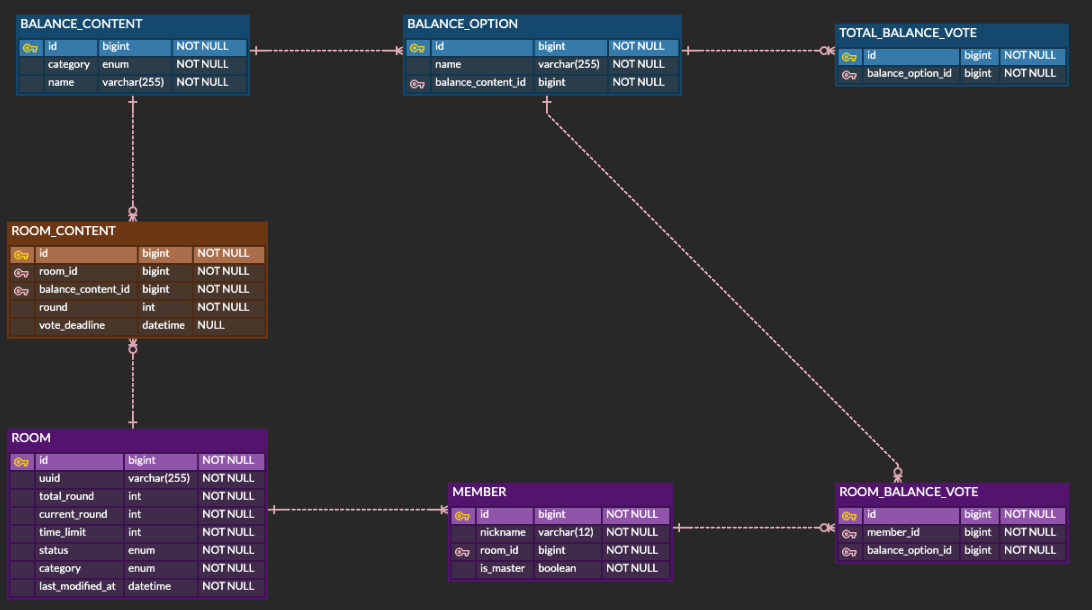 BALANCE_CONTENT
id bigint NOT NULL
category enum NOT NULL
name varchar(255) NOT NULL
BALANCE_OPTION
id bigint NOT NULL
name varchar(255) NOT NULL
balance_content_id bigint NOT NULL
TOTAL_BALANCE_VOTE
id bigint NOT NULL
balance_option_id bigint NOT NULL
ROOM_CONTENT
id bigint NOT NULL
room_id bigint NOT NULL
balance_content_id bigint NOT NULL
round int NOT NULL
vote_deadline datetime NULL
ROOM
id bigint NOT NULL
uuid varchar(255) NOT NULL
total_round int NOT NULL
current_round int NOT NULL
time_limit int NOT NULL
status enum NOT NULL
category enum NOT NULL
last_modified_at datetime NOT NULL
MEMBER
id bigint NOT NULL
nickname varchar(12) NOT NULL
room_id bigint NOT NULL
is_master boolean NOT NULL
ROOM_BALANCE_VOTE
id bigint NOT NULL
member_id bigint NOT NULL
balance_option_id bigint NOT NULL